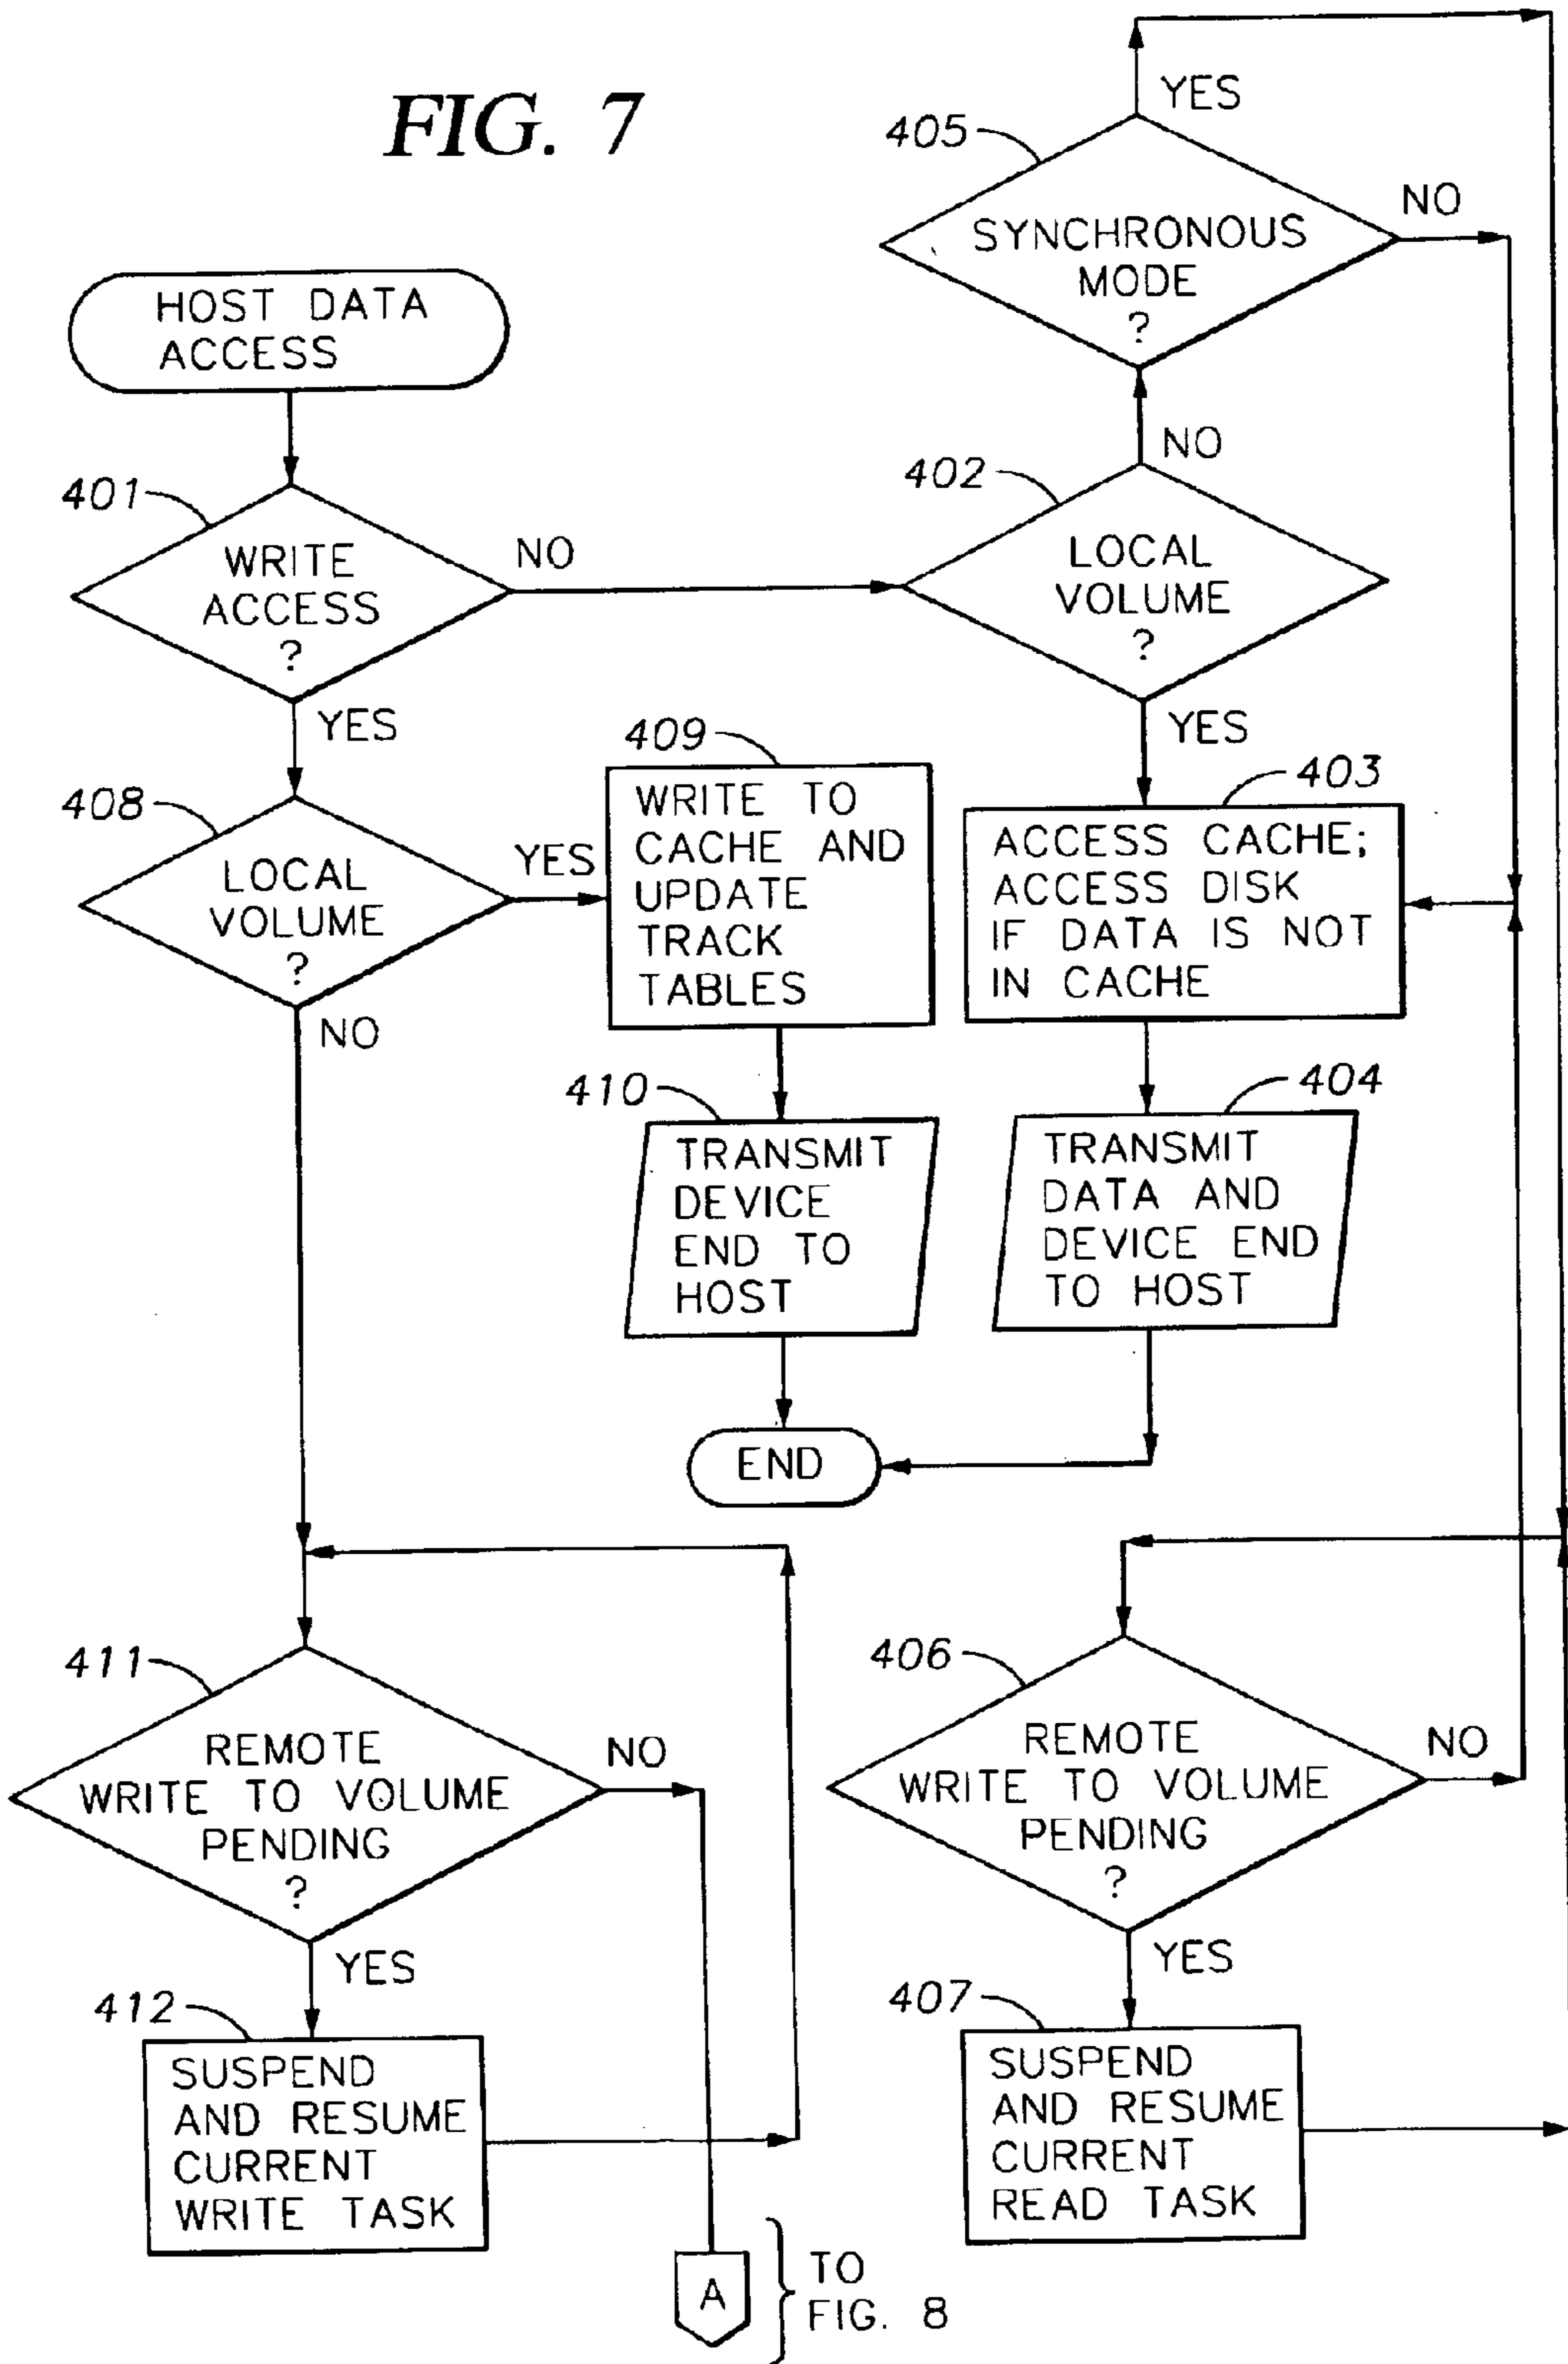 FIG. 7
HOST DATA
ACCESS
401
WRITE
ACCESS
?
NO
YES
405
SYNCHRONOUS
MODE
?
YES
NO
402
LOCAL
VOLUME
?
NO
YES
408
LOCAL
VOLUME
?
YES
NO
409
WRITE TO
CACHE AND
UPDATE
TRACK
TABLES
403
ACCESS CACHE;
ACCESS DISK
IF DATA IS NOT
IN CACHE
410
TRANSMIT
DEVICE
END TO
HOST
404
TRANSMIT
DATA AND
DEVICE END
TO HOST
END
411
REMOTE
WRITE TO VOLUME
PENDING
?
NO
YES
406
REMOTE
WRITE TO VOLUME
PENDING
?
NO
YES
412
SUSPEND
AND RESUME
CURRENT
WRITE TASK
407
SUSPEND
AND RESUME
CURRENT
READ TASK
A
TO
FIG. 8